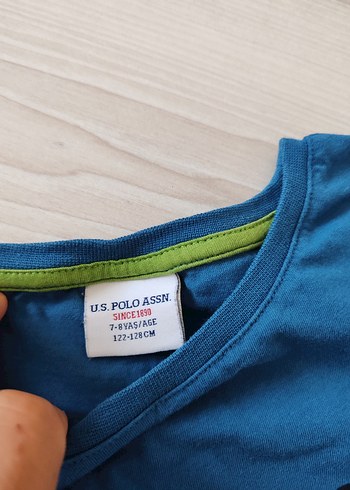 U.S. POLO ASSN.
SINCE 1890
7-8 YAŞ/AGE
122-128 CM